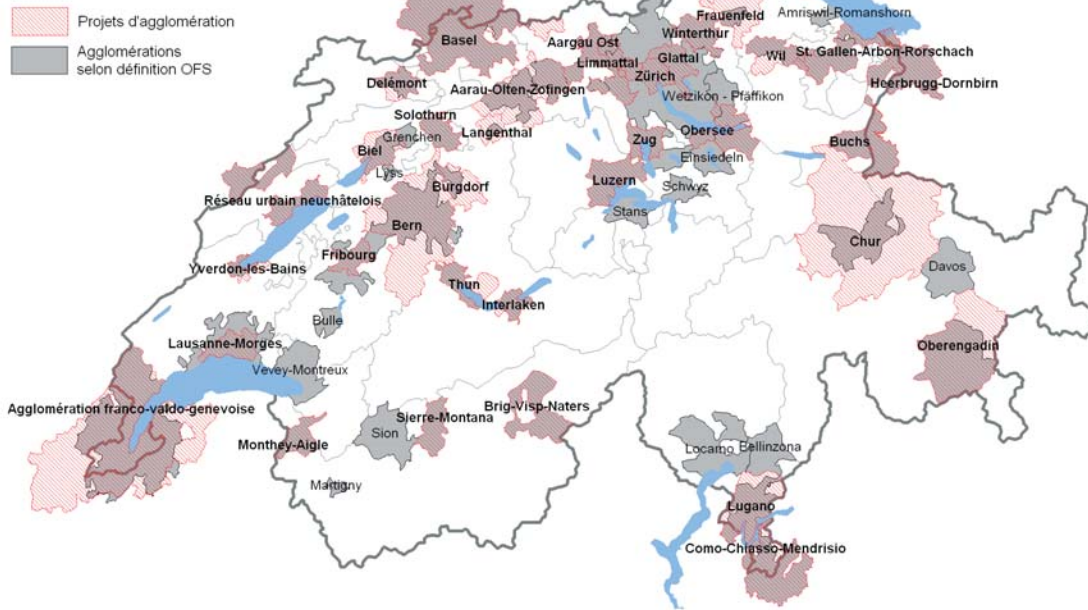 Projets d'agglomération
Agglomérations
selon définition OFS
Basel
Aargau Ost
Frauenfeld
Amriswil-Romanshorn
Winterthur
Limmattal
Glattal
Wil
St. Gallen-Arbon-Rorschach
Zürich
Delémont
Aarau-Olten-Zofingen
Heerbrugg-Dornbirn
Wetzikon - Pfäffikon
Solothurn
Grenchen
Langenthal
Zug
Obersee
Buchs
Biel
Einsiedeln
Lyss
Burgdorf
Luzern
Schwyz
Réseau urbain neuchâtelois
Stans
Bern
Chur
Fribourg
Yverdon-les-Bains
Davos
Thun
Interlaken
Bulle
Lausanne-Morges
Oberengadin
Vevey-Montreux
Agglomération franco-valdo-genevoise
Brig-Visp-Naters
Sierre-Montana
Sion
Monthey-Aigle
Locarno
Bellinzona
Martigny
Lugano
Como-Chiasso-Mendrisio